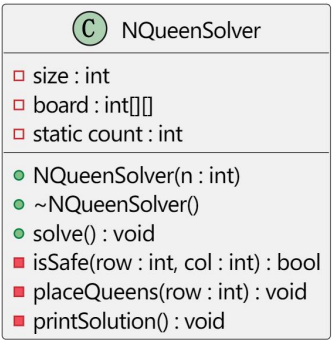 C NQueenSolver
size : int
board : int[][]
static count : int
NQueenSolver(n : int)
~NQueenSolver()
solve() : void
isSafe(row : int, col : int) : bool
placeQueens(row : int) : void
printSolution() : void